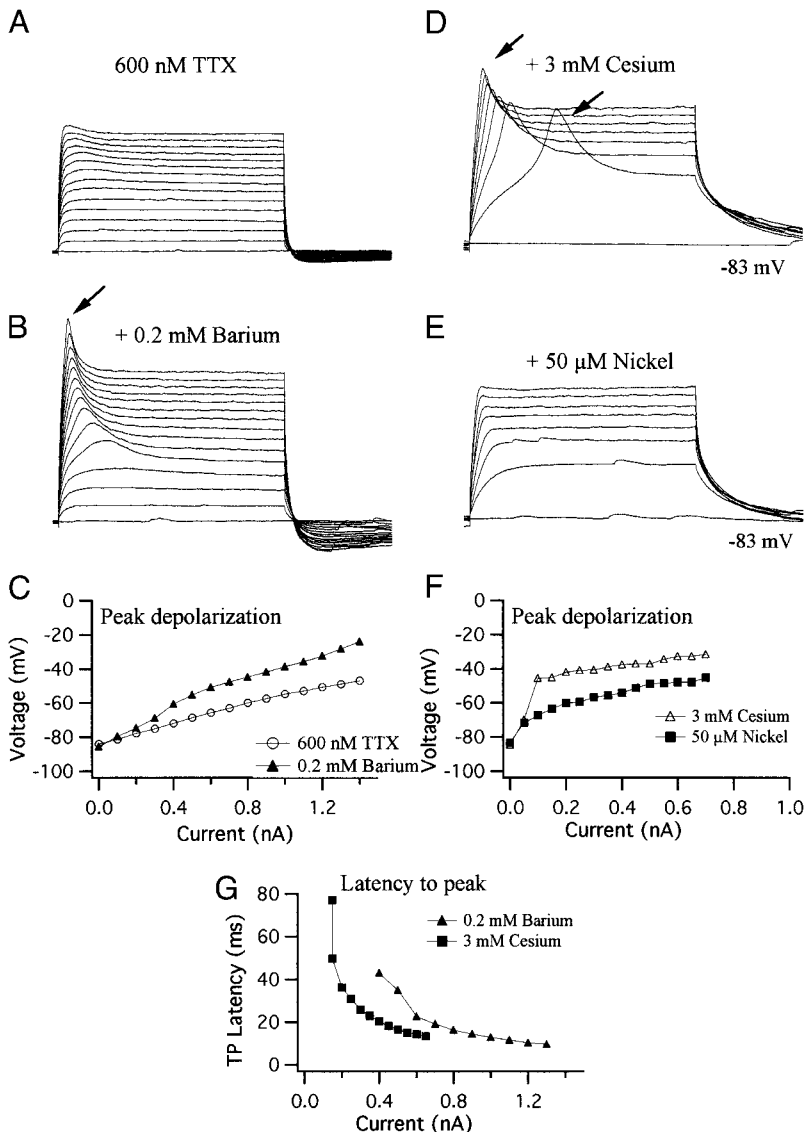 A
600 nM TTX
B
+ 0.2 mM Barium
C
Peak depolarization
Voltage (mV)
0
-20
-40
-60
-80
-100
600 nM TTX
0.2 mM Barium
0.0 0.4 0.8 1.2
Current (nA)
D
+ 3 mM Cesium
-83 mV
E
+ 50 µM Nickel
-83 mV
F
Peak depolarization
Voltage (mV)
0
-20
-40
-60
-80
-100
3 mM Cesium
50 µM Nickel
0.0 0.2 0.4 0.6 0.8 1.0
Current (nA)
G
Latency to peak
TP Latency (ms)
80
60
40
20
0
0.2 mM Barium
3 mM Cesium
0.0 0.4 0.8 1.2
Current (nA)